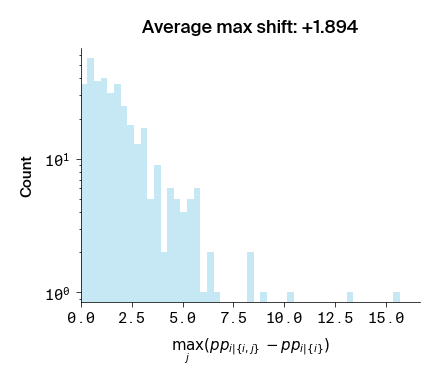 Average max shift: +1.894
Count
10¹
10⁰
0.0 2.5 5.0 7.5 10.0 12.5 15.0
max(pp_{i|{i,j}} − pp_{i|{i}})
j